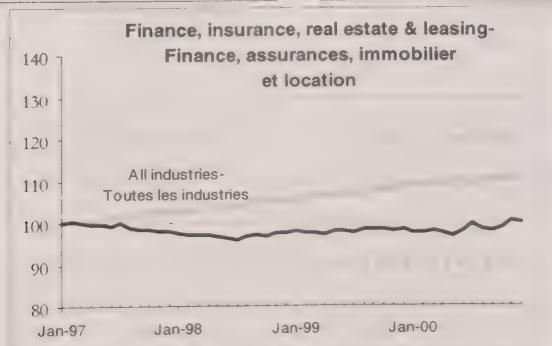 Finance, insurance, real estate & leasing-
Finance, assurances, immobilier
et location
140
130
120
110
100
90
80
All industries-
Toutes les industries
Jan-97
Jan-98
Jan-99
Jan-00